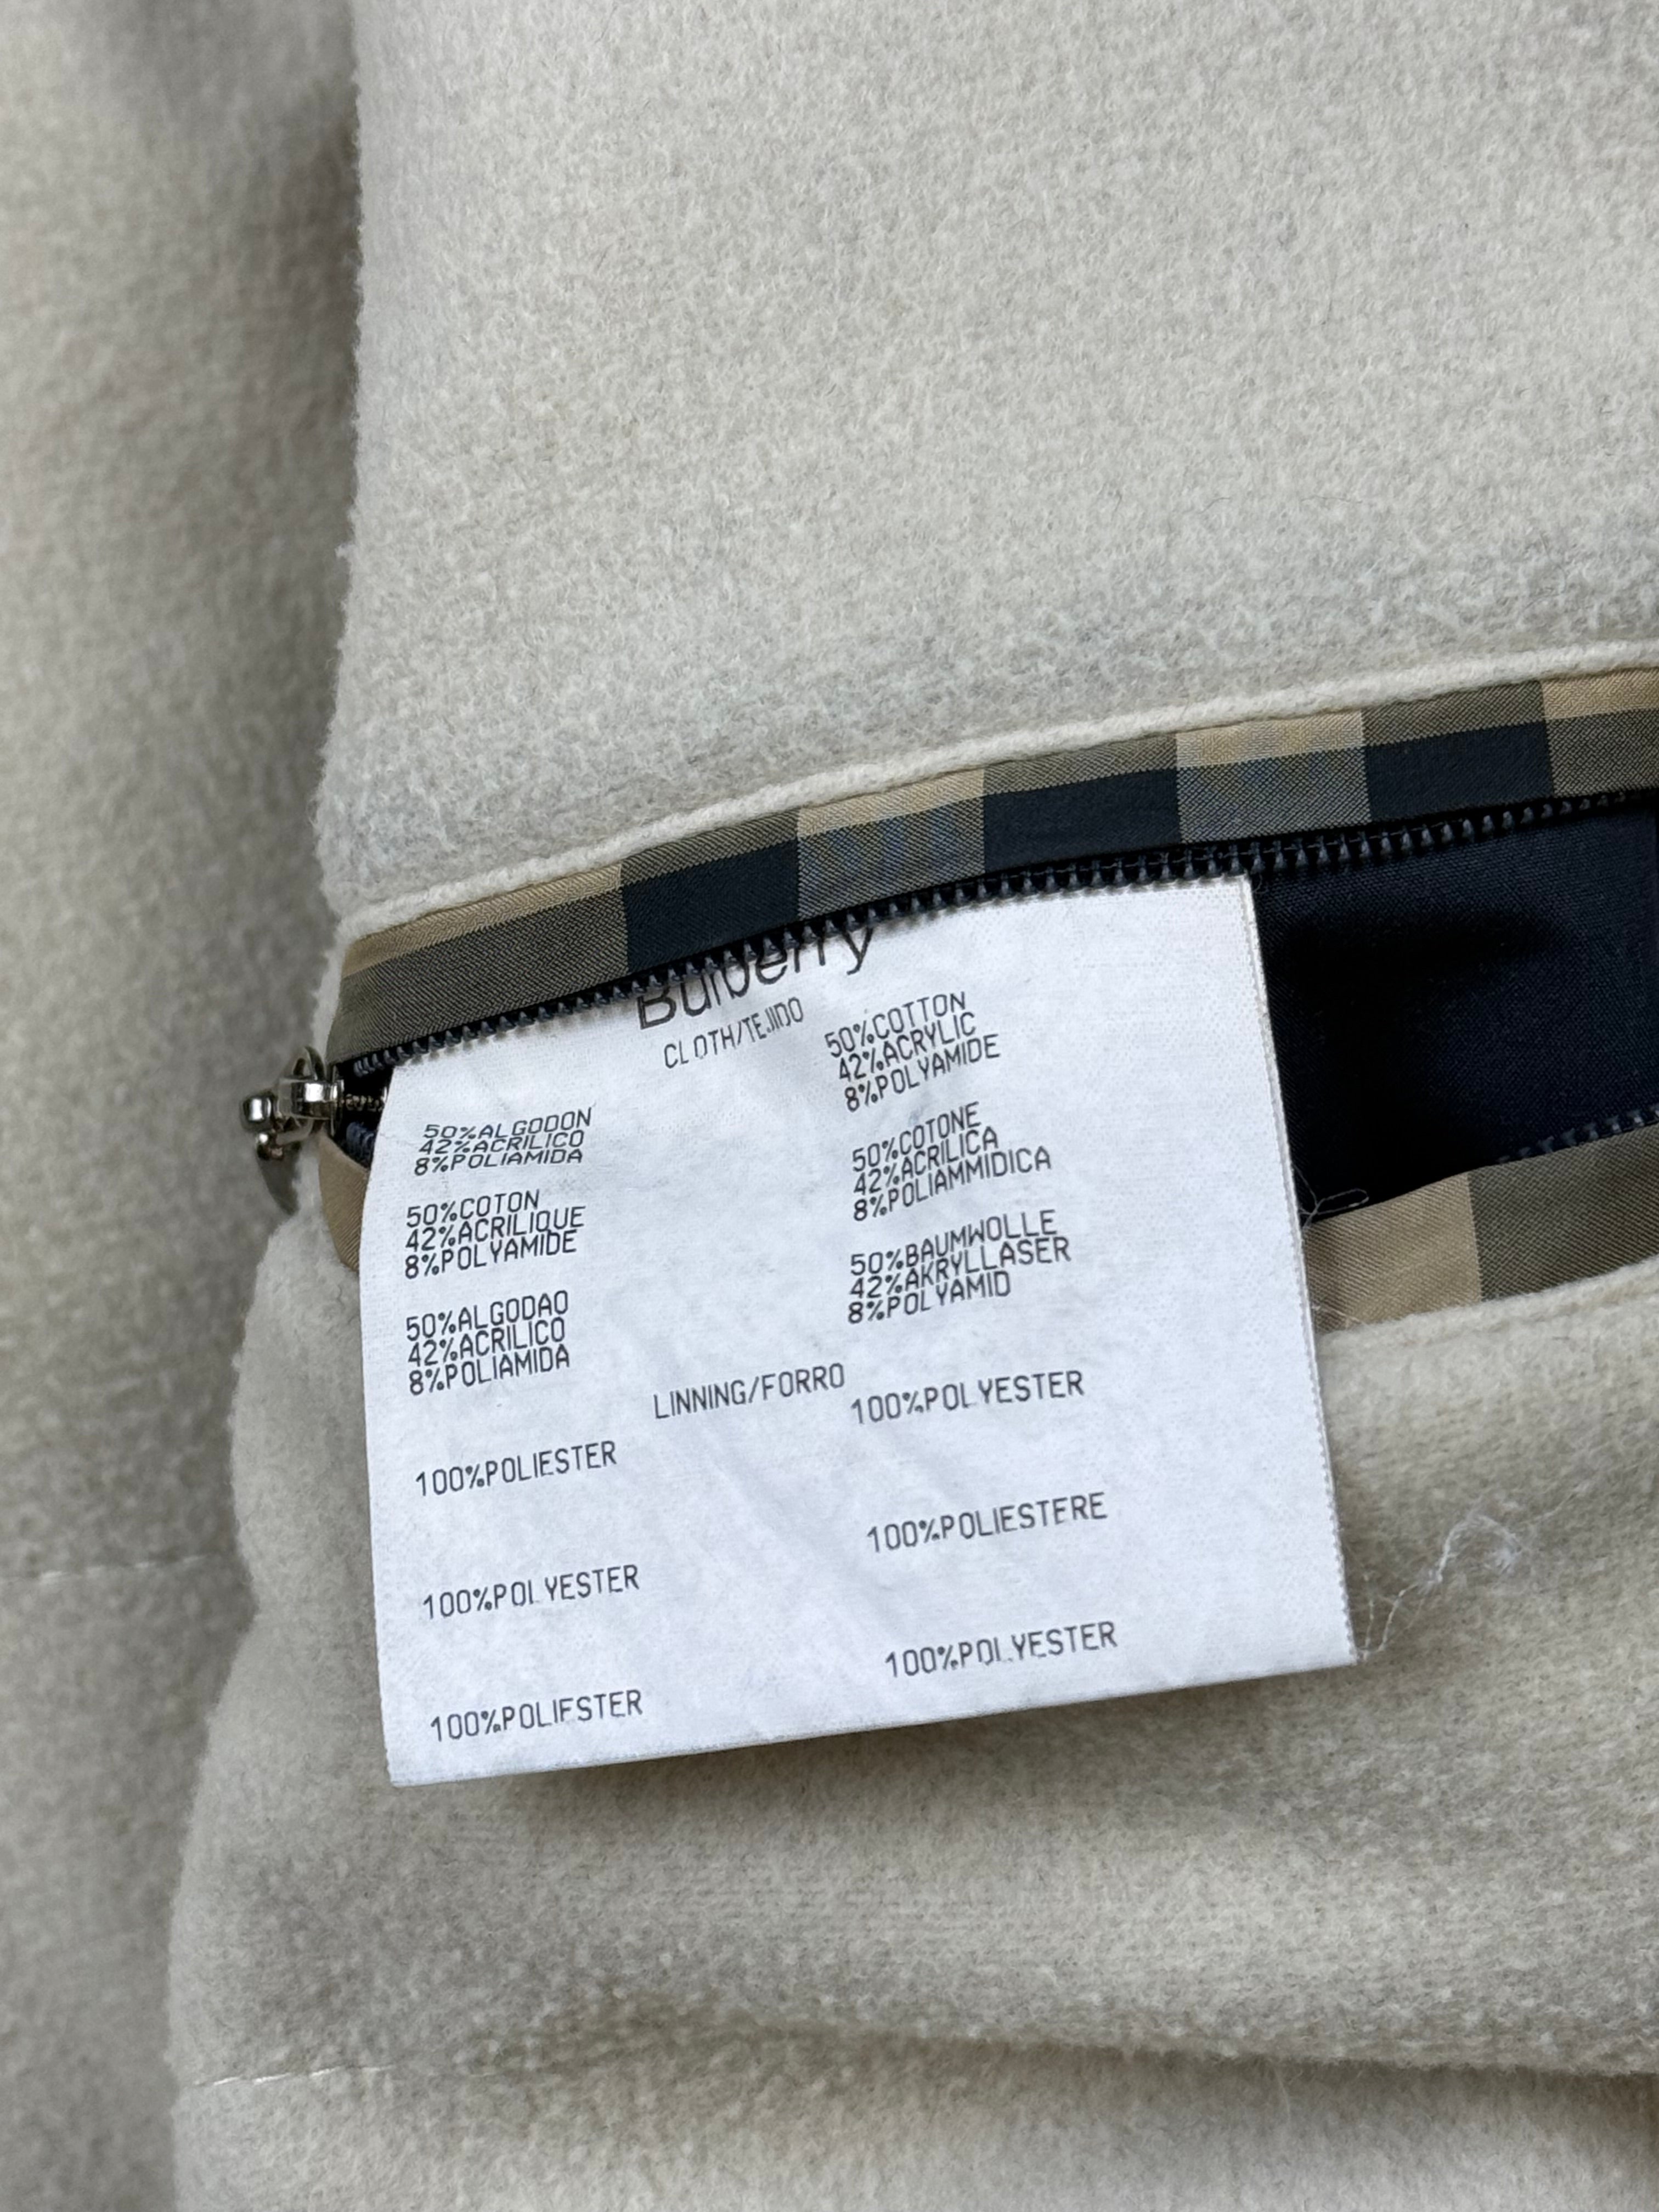 Burberry
CLOTH/TEJIDO
50%COTTON
42%ACRYLIC
8%POLYAMIDE
50%ALGODON
42%ACRILICO
8%POLIAMIDA
50%COTONE
42%ACRILICA
8%POLIAMMIDICA
50%COTON
42%ACRILIQUE
8%POLYAMIDE
50%BAUMWOLLE
42%AKRYLLASER
8%POLYAMID
50%ALGODAO
42%ACRILICO
8%POLIAMIDA
LINNING/FORRO
100%POLYESTER
100%POLIESTER
100%POLIESTERE
100%POLYESTER
100%POLYESTER
100%POLIESTER